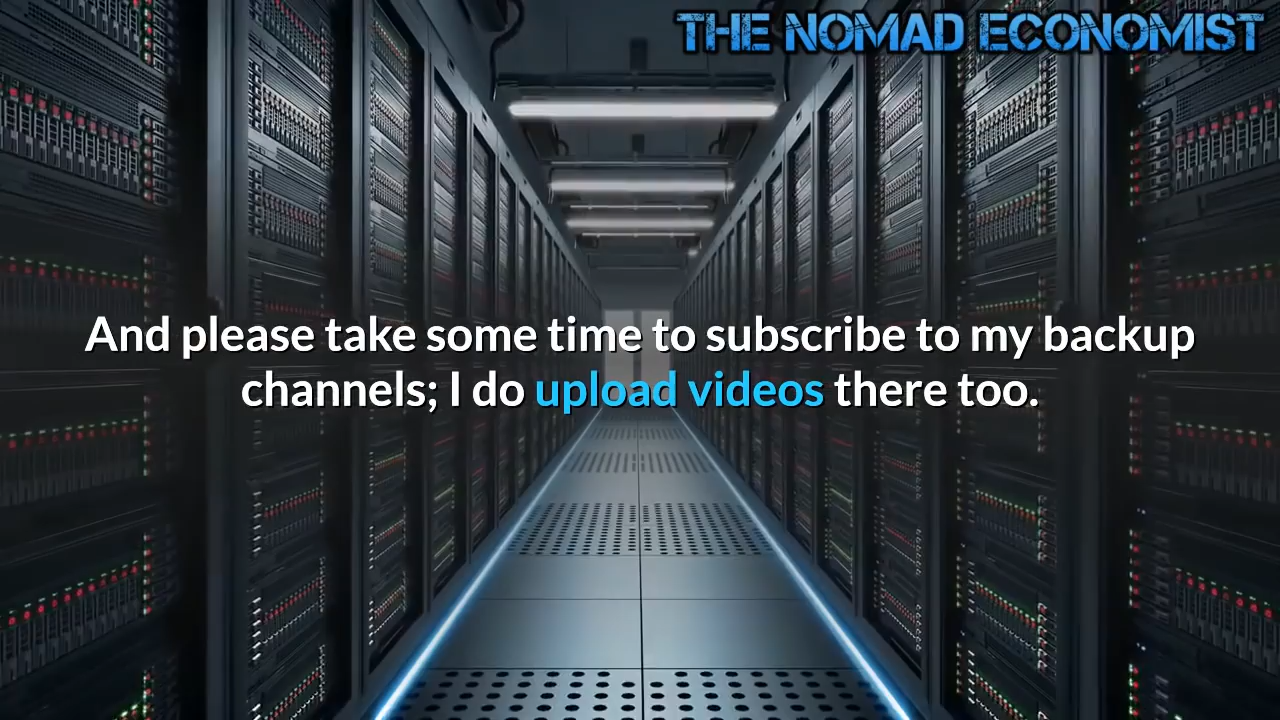 THE NOMAD ECONOMIST
And please take some time to subscribe to my backup
channels; I do upload videos there too.